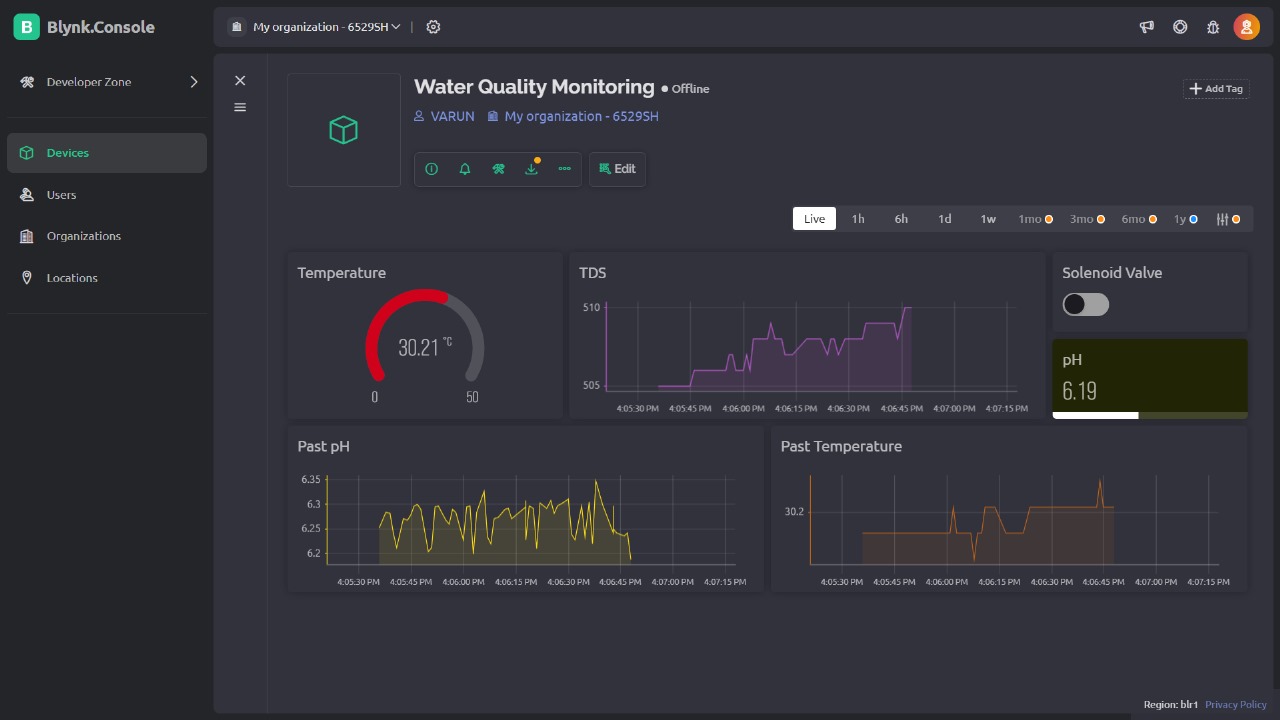 B Blynk.Console
My organization - 6529SH
Developer Zone
Devices
Users
Organizations
Locations
Water Quality Monitoring
Offline
Add Tag
VARUN My organization - 6529SH
Edit
Live 1h 6h 1d 1w 1mo 3mo 6mo 1y
Temperature
30.21 °C
0 50
TDS
510
505
4:05:30 PM 4:05:45 PM 4:06:00 PM 4:06:15 PM 4:06:30 PM 4:06:45 PM 4:07:00 PM 4:07:15 PM
Solenoid Valve
pH
6.19
Past pH
6.35
6.3
6.25
6.2
4:05:30 PM 4:05:45 PM 4:06:00 PM 4:06:15 PM 4:06:30 PM 4:06:45 PM 4:07:00 PM 4:07:15 PM
Past Temperature
30.2
4:05:30 PM 4:05:45 PM 4:06:00 PM 4:06:15 PM 4:06:30 PM 4:06:45 PM 4:07:00 PM 4:07:15 PM
Region: blr1 Privacy Policy